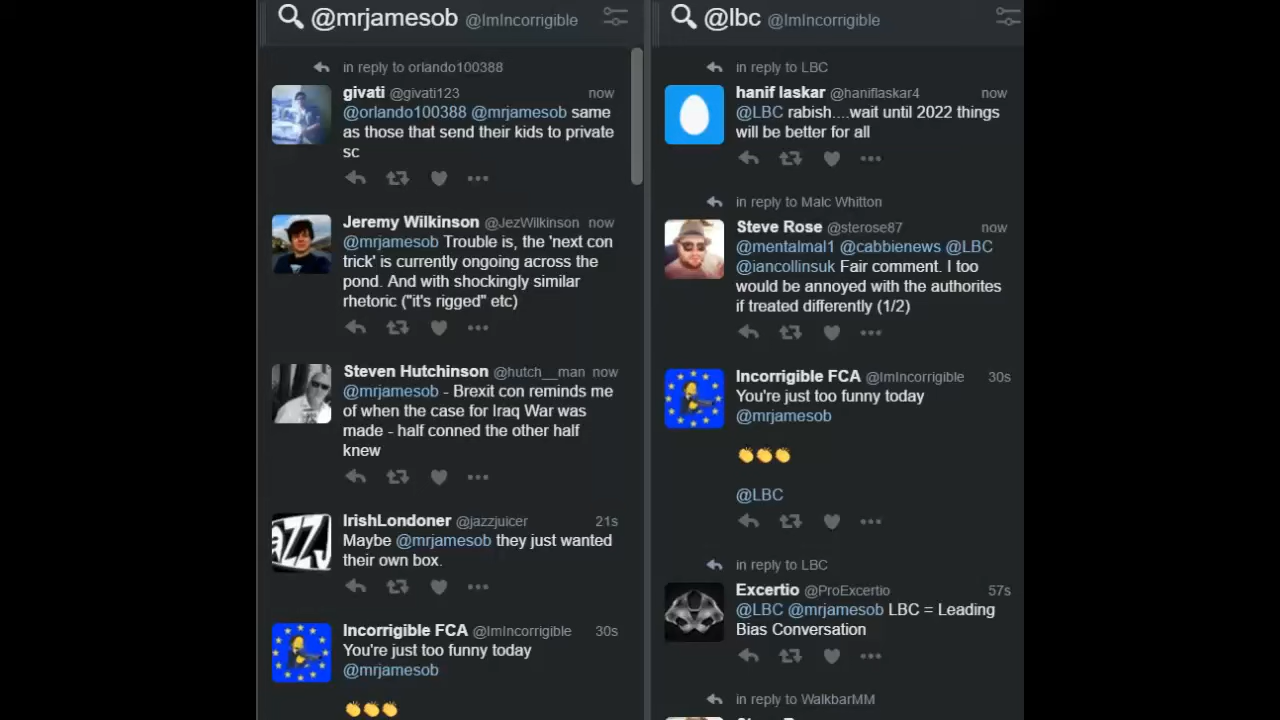 @mrjamesob @ImIncorrigible
in reply to orlando100388
givati @givati123 now
@orlando100388 @mrjamesob same
as those that send their kids to private
sc
Jeremy Wilkinson @JezWilkinson now
@mrjamesob Trouble is, the 'next con
trick' is currently ongoing across the
pond. And with shockingly similar
rhetoric ("it's rigged" etc)
Steven Hutchinson @hutch__man now
@mrjamesob - Brexit con reminds me
of when the case for Iraq War was
made - half conned the other half
knew
IrishLondoner @jazzjuicer 21s
Maybe @mrjamesob they just wanted
their own box.
Incorrigible FCA @ImIncorrigible 30s
You're just too funny today
@mrjamesob
👏👏👏
@lbc @ImIncorrigible
in reply to LBC
hanif laskar @haniflaskar4 now
@LBC rabish....wait until 2022 things
will be better for all
in reply to Malc Whitton
Steve Rose @sterose87 now
@mentalmal1 @cabbienews @LBC
@iancollinsuk Fair comment. I too
would be annoyed with the authorites
if treated differently (1/2)
Incorrigible FCA @ImIncorrigible 30s
You're just too funny today
@mrjamesob
👏👏👏
@LBC
in reply to LBC
Excertio @ProExcertio 57s
@LBC @mrjamesob LBC = Leading
Bias Conversation
in reply to WalkbarMM